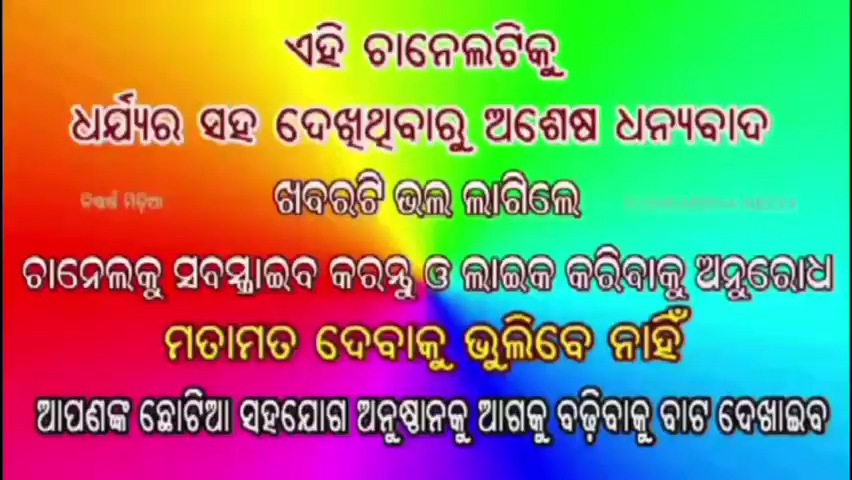 ଏହି ଚାନେଲଟିକୁ
ଧର୍ଯ୍ୟର ସହ ଦେଖିଥିବାରୁ ଅଶେଷ ଧନ୍ୟବାଦ
ଖବରଟି ଭଲ ଲାଗିଲେ
ଚାନେଲକୁ ସବସ୍କ୍ରାଇବ କରନ୍ତୁ ଓ ଲାଇକ କରିବାକୁ ଅନୁରୋଧ
ମତାମତ ଦେବାକୁ ଭୁଲିବେ ନାହିଁ
ଆପଣଙ୍କ ଛୋଟିଆ ସହଯୋଗ ଅନୁଷ୍ଠାନକୁ ଆଗକୁ ବଢ଼ିବାକୁ ବାଟ ଦେଖାଇବ